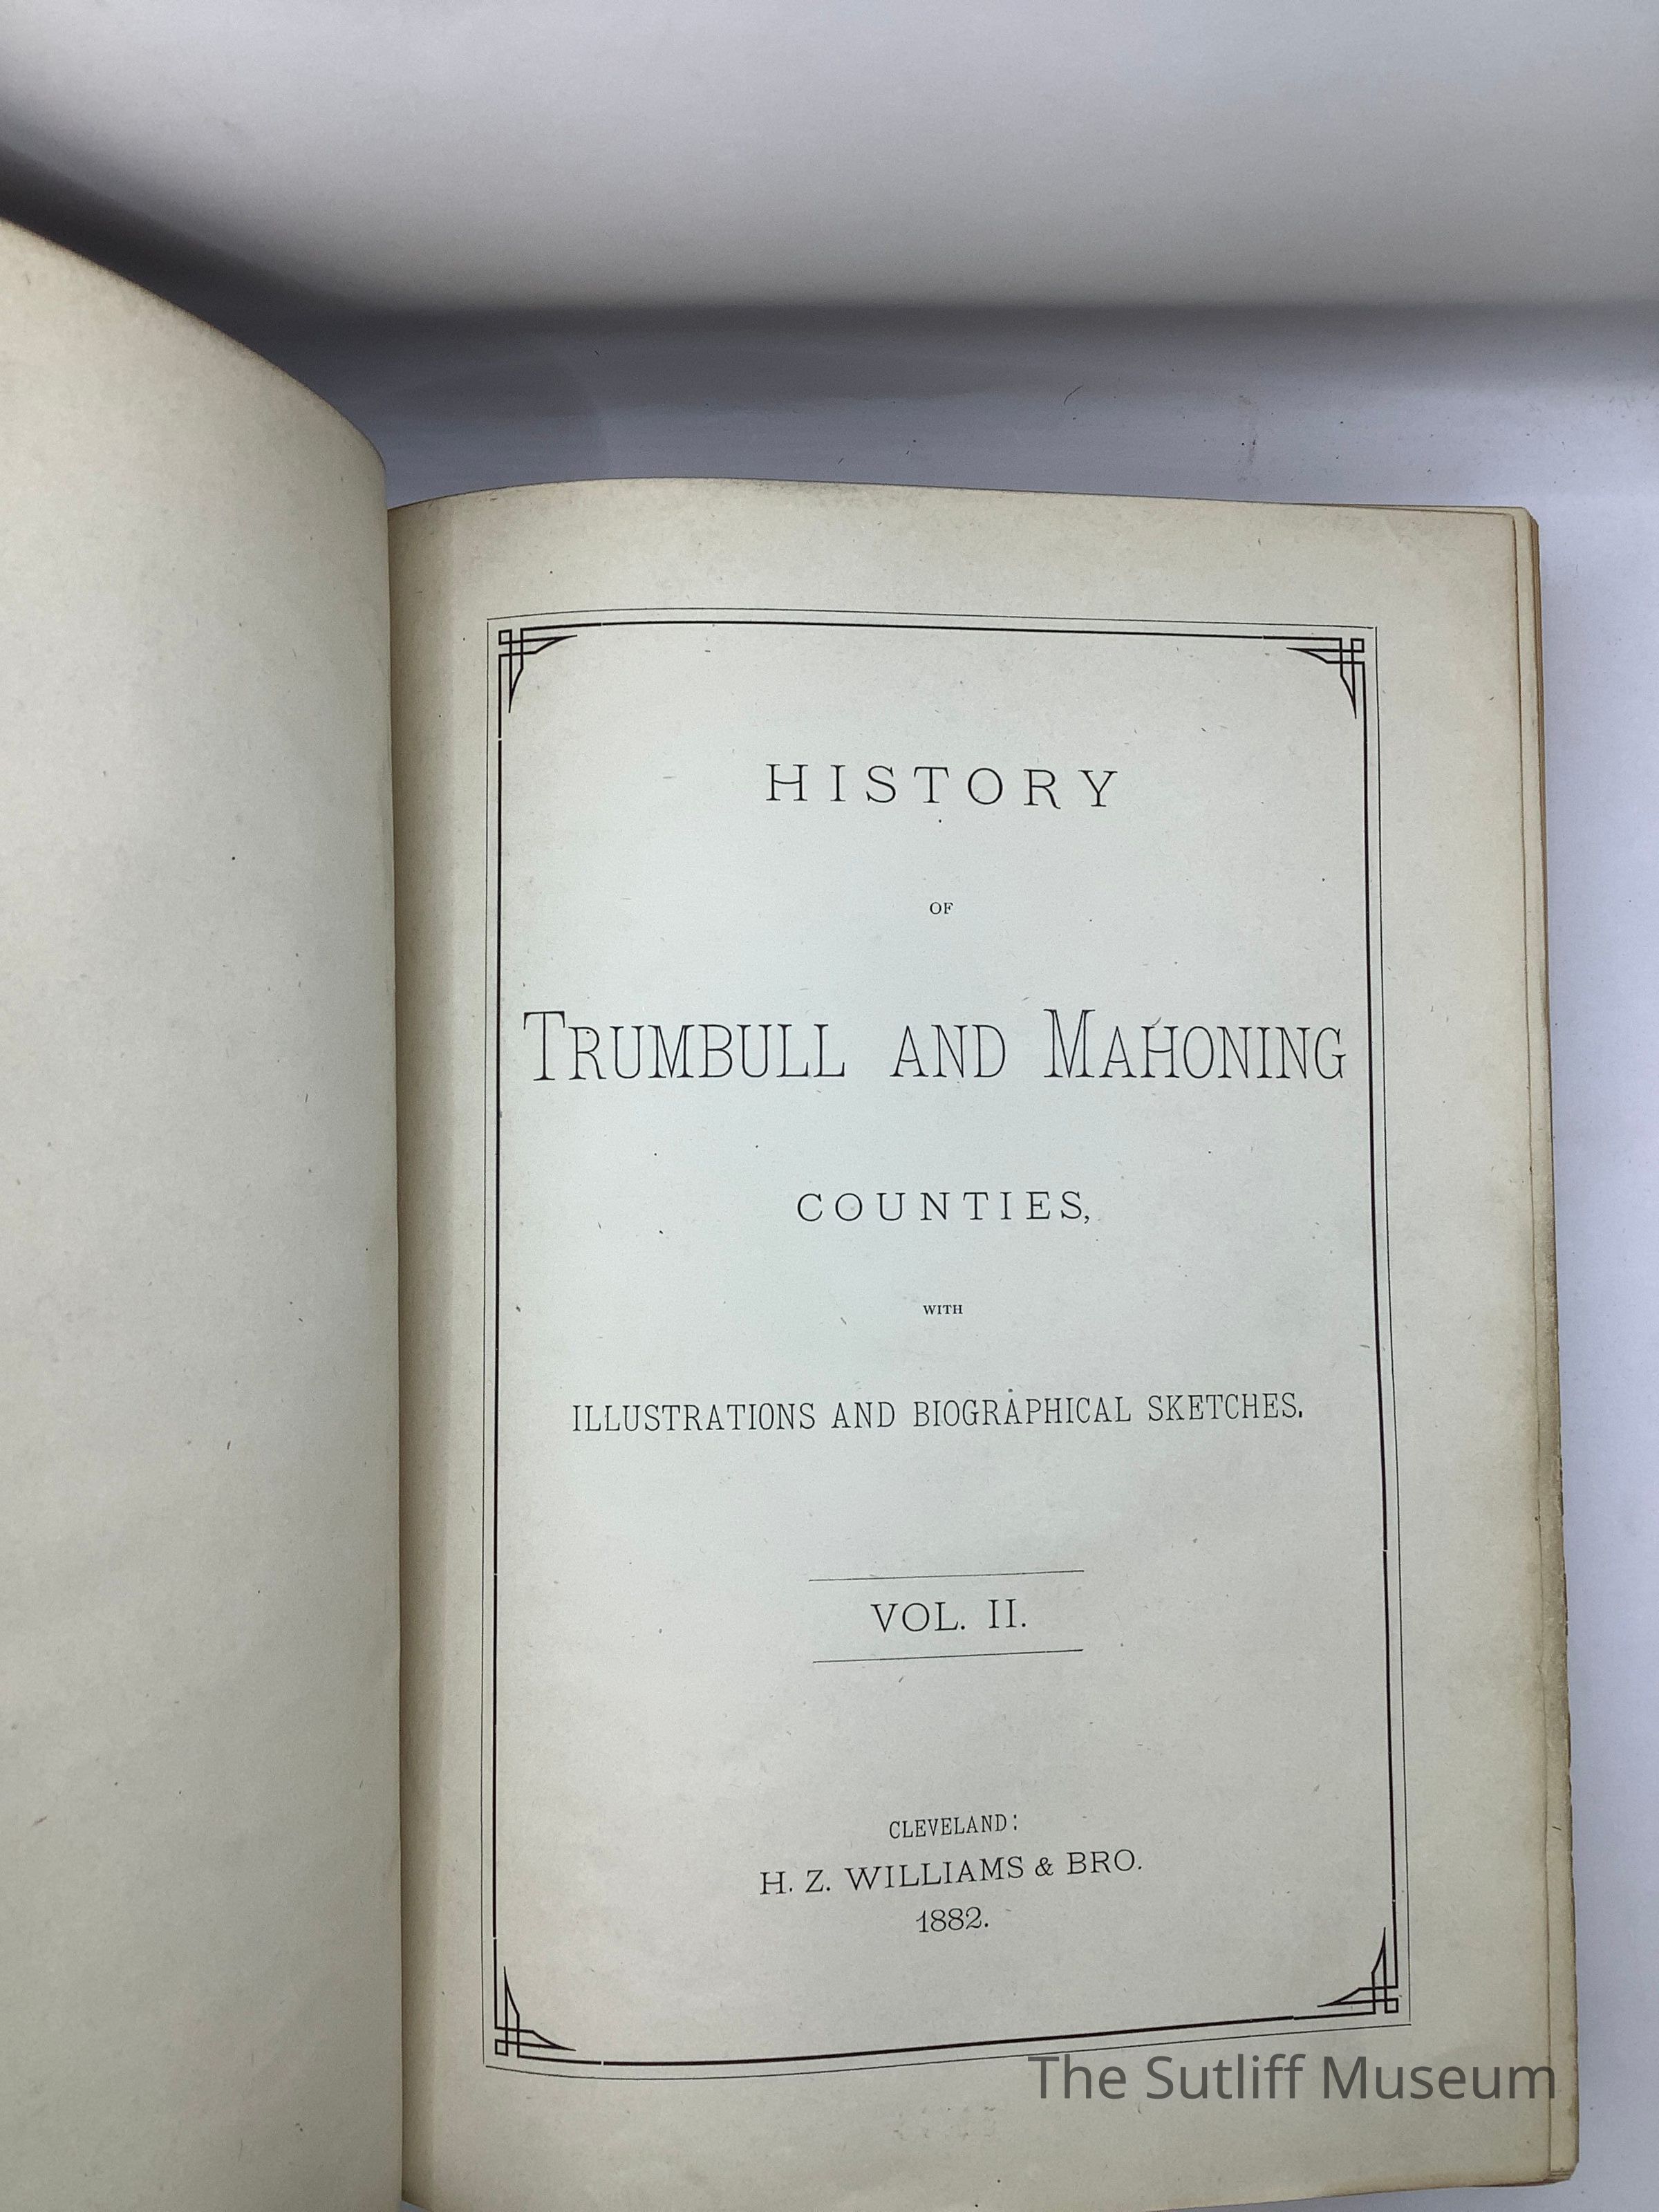 HISTORY
OF
TRUMBULL AND MAHONING
COUNTIES,
WITH
ILLUSTRATIONS AND BIOGRAPHICAL SKETCHES.
VOL. II.
CLEVELAND:
H. Z. WILLIAMS & BRO.
1882.
The Sutliff Museum